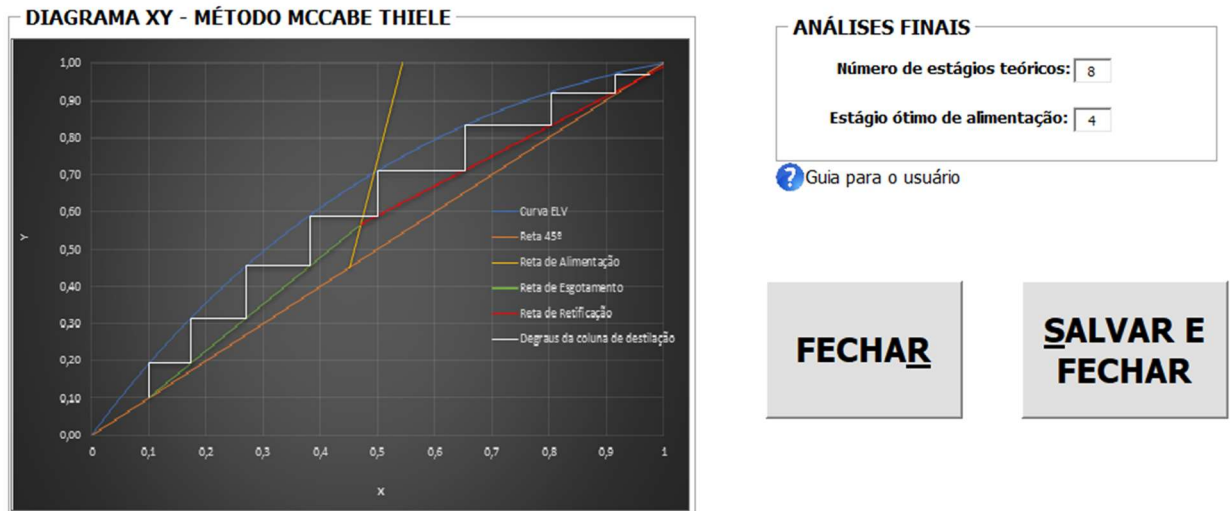 DIAGRAMA XY - MÉTODO MCCABE THIELE
1,00
0,90
0,80
0,70
0,60
0,50
0,40
0,30
0,20
0,10
0,00
Y
0 0,1 0,2 0,3 0,4 0,5 0,6 0,7 0,8 0,9 1
X
Curva ELV
Reta 45º
Reta de Alimentação
Reta de Esgotamento
Reta de Retificação
Degraus da coluna de destilação
ANÁLISES FINAIS
Número de estágios teóricos: 8
Estágio ótimo de alimentação: 4
? Guia para o usuário
FECHAR
SALVAR E
FECHAR